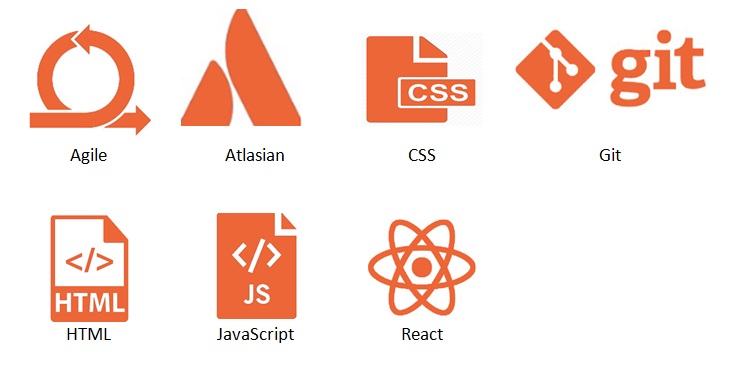 CSS
git
Agile
Atlasian
CSS
Git
</>
HTML
</>
JS
HTML
JavaScript
React